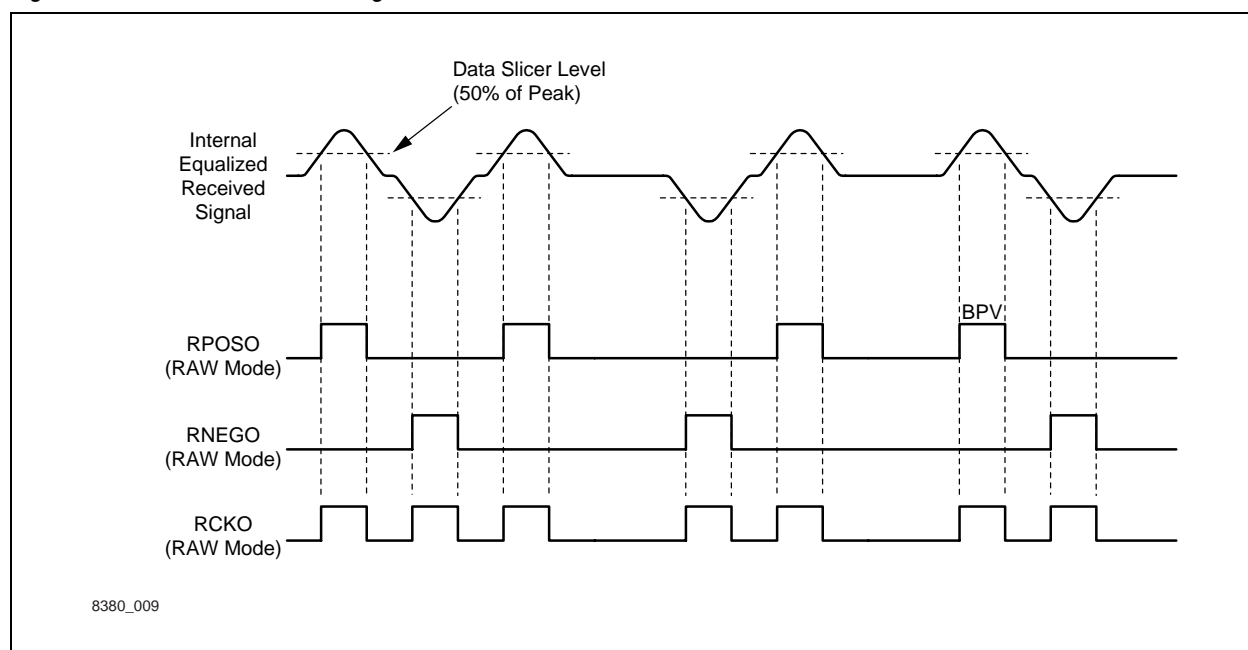 Data Slicer Level
(50% of Peak)
Internal
Equalized
Received
Signal
BPV
RPOSO
(RAW Mode)
RNEGO
(RAW Mode)
RCKO
(RAW Mode)
8380_009